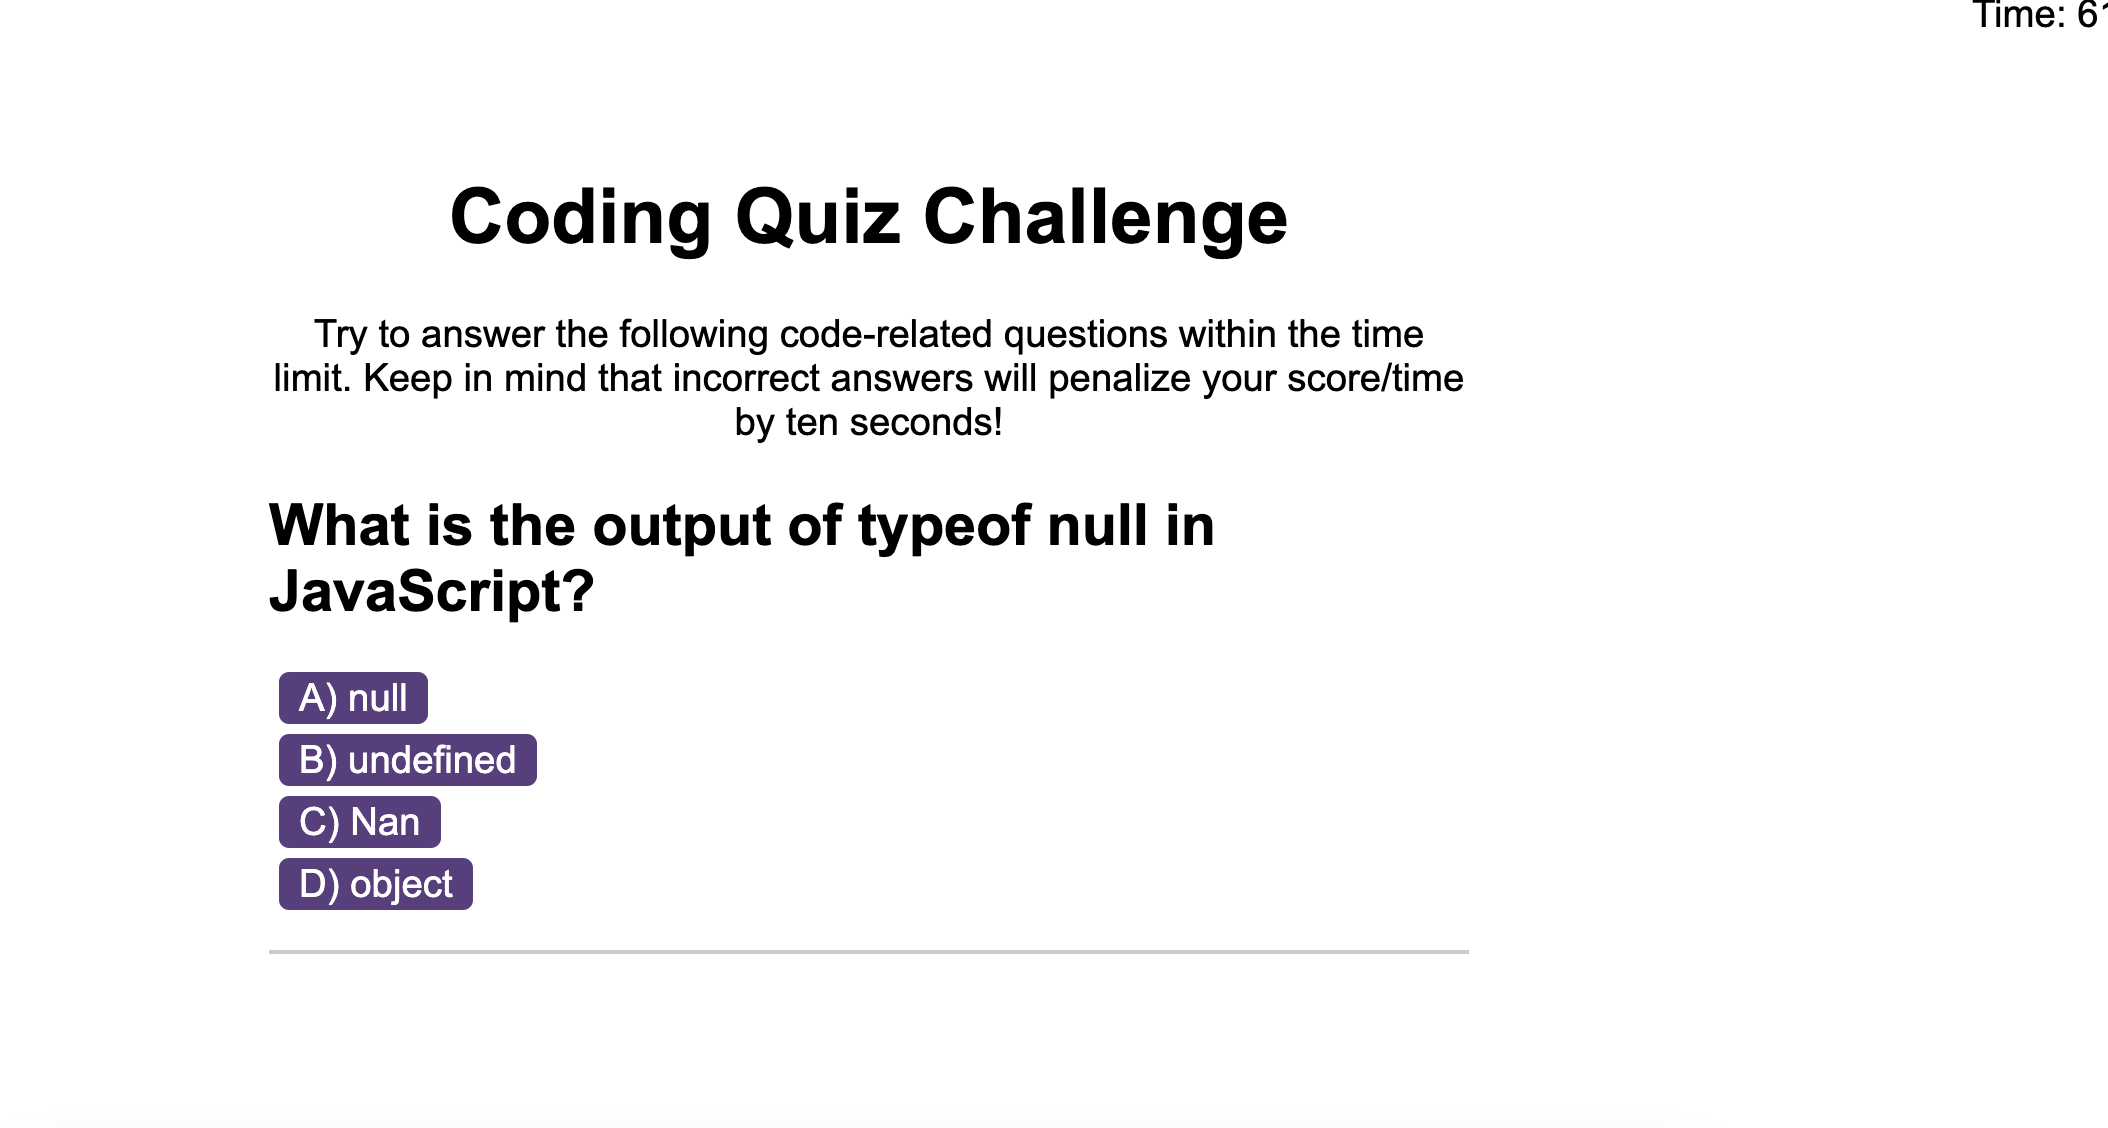 Time: 61
Coding Quiz Challenge
Try to answer the following code-related questions within the time
limit. Keep in mind that incorrect answers will penalize your score/time
by ten seconds!
What is the output of typeof null in
JavaScript?
A) null
B) undefined
C) Nan
D) object